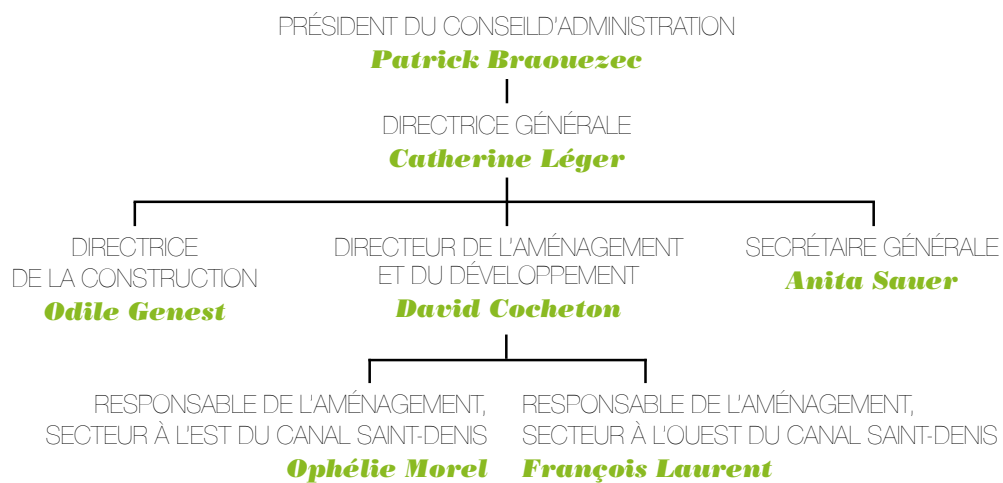 PRÉSIDENT DU CONSEILD'ADMINISTRATION
Patrick Braouezec
DIRECTRICE GÉNÉRALE
Catherine Léger
DIRECTRICE
DE LA CONSTRUCTION
Odile Genest
DIRECTEUR DE L'AMÉNAGEMENT
ET DU DÉVELOPPEMENT
David Cocheton
SECRÉTAIRE GÉNÉRALE
Anita Sauer
RESPONSABLE DE L'AMÉNAGEMENT,
SECTEUR À L'EST DU CANAL SAINT-DENIS
Ophélie Morel
RESPONSABLE DE L'AMÉNAGEMENT,
SECTEUR À L'OUEST DU CANAL SAINT-DENIS
François Laurent